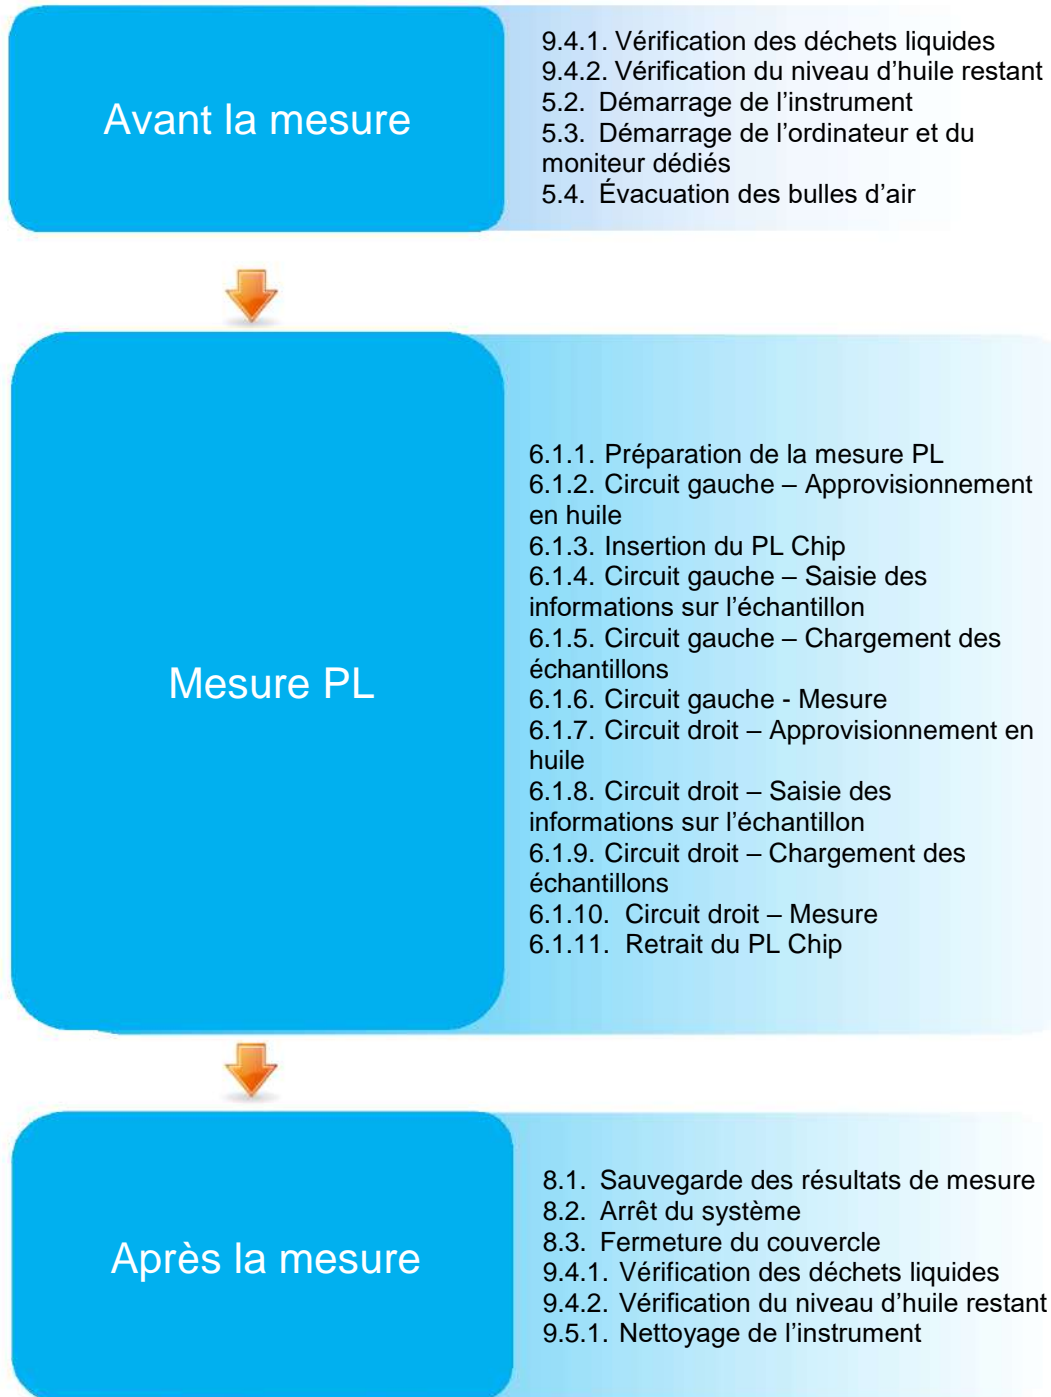 Avant la mesure
9.4.1. Vérification des déchets liquides
9.4.2. Vérification du niveau d’huile restant
5.2. Démarrage de l’instrument
5.3. Démarrage de l’ordinateur et du
moniteur dédiés
5.4. Évacuation des bulles d’air
Mesure PL
6.1.1. Préparation de la mesure PL
6.1.2. Circuit gauche – Approvisionnement
en huile
6.1.3. Insertion du PL Chip
6.1.4. Circuit gauche – Saisie des
informations sur l’échantillon
6.1.5. Circuit gauche – Chargement des
échantillons
6.1.6. Circuit gauche - Mesure
6.1.7. Circuit droit – Approvisionnement en
huile
6.1.8. Circuit droit – Saisie des
informations sur l’échantillon
6.1.9. Circuit droit – Chargement des
échantillons
6.1.10. Circuit droit – Mesure
6.1.11. Retrait du PL Chip
Après la mesure
8.1. Sauvegarde des résultats de mesure
8.2. Arrêt du système
8.3. Fermeture du couvercle
9.4.1. Vérification des déchets liquides
9.4.2. Vérification du niveau d’huile restant
9.5.1. Nettoyage de l’instrument